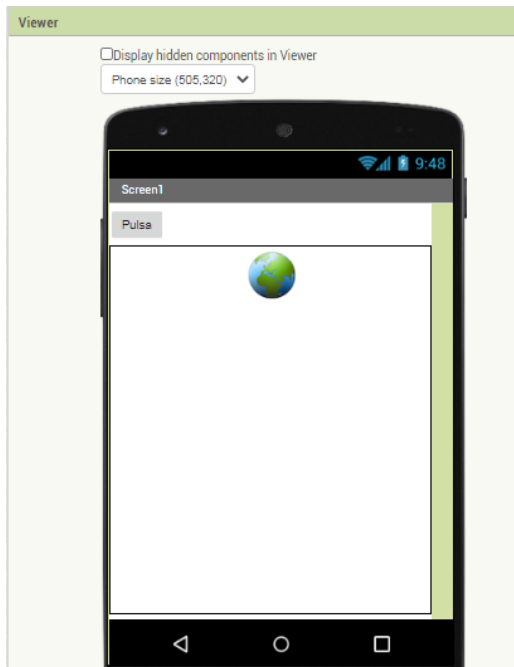 Viewer
Display hidden components in Viewer
Phone size (505,320)
9:48
Screen1
Pulsa